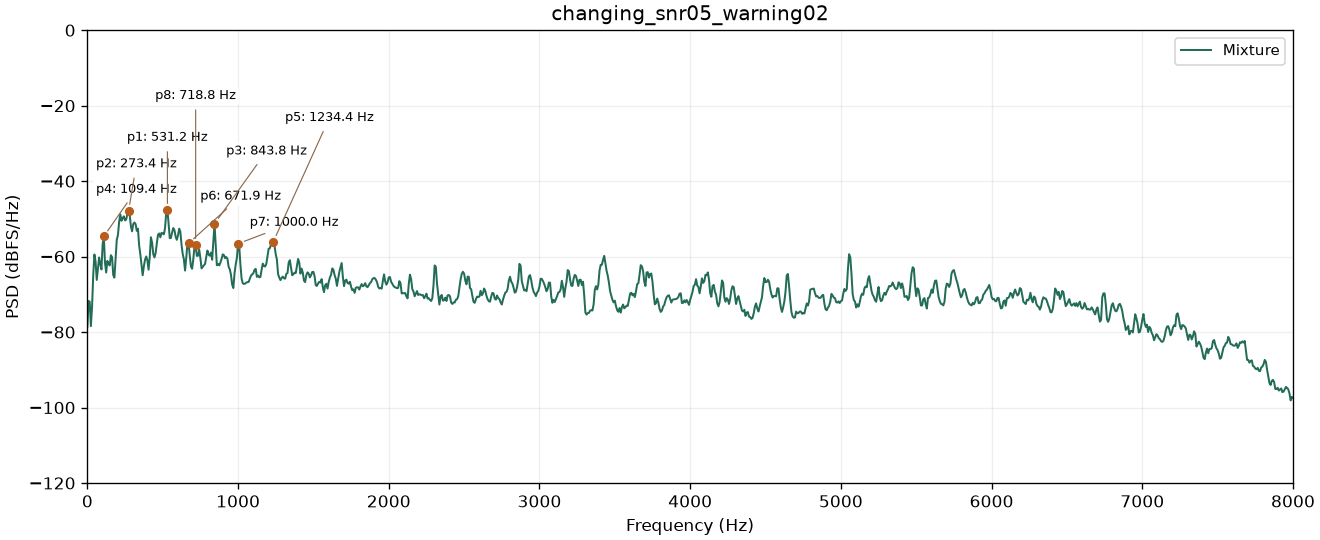 changing_snr05_warning02
Mixture
p8: 718.8 Hz
p5: 1234.4 Hz
p1: 531.2 Hz
p3: 843.8 Hz
p2: 273.4 Hz
p4: 109.4 Hz
p6: 671.9 Hz
p7: 1000.0 Hz
PSD (dBFS/Hz)
0
−20
−40
−60
−80
−100
−120
0 1000 2000 3000 4000 5000 6000 7000 8000
Frequency (Hz)